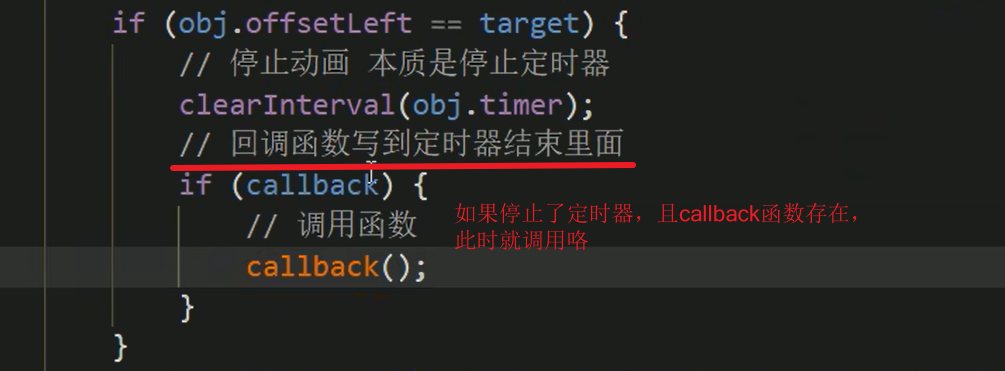 if (obj.offsetLeft == target) {
// 停止动画 本质是停止定时器
clearInterval(obj.timer);
// 回调函数写到定时器结束里面
if (callback) {
// 调用函数
如果停止了定时器，且callback函数存在，
此时就调用咯
callback();
}
}